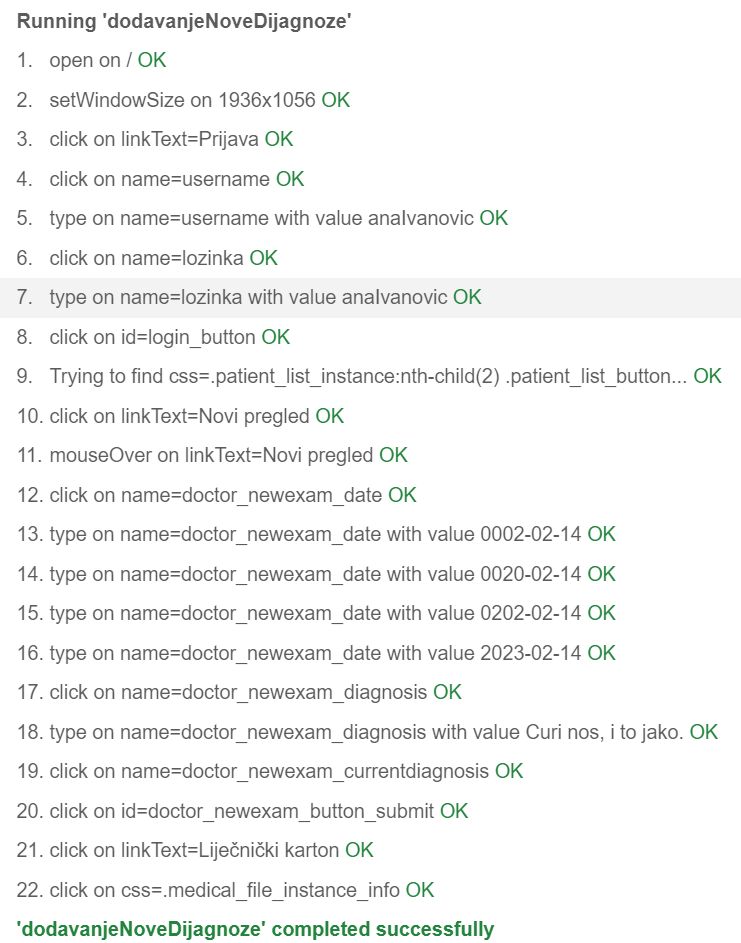 Running 'dodavanjeNoveDijagnoze'
1. open on / OK
2. setWindowSize on 1936x1056 OK
3. click on linkText=Prijava OK
4. click on name=username OK
5. type on name=username with value anaIvanovic OK
6. click on name=lozinka OK
7. type on name=lozinka with value anaIvanovic OK
8. click on id=login_button OK
9. Trying to find css=.patient_list_instance:nth-child(2) .patient_list_button... OK
10. click on linkText=Novi pregled OK
11. mouseOver on linkText=Novi pregled OK
12. click on name=doctor_newexam_date OK
13. type on name=doctor_newexam_date with value 0002-02-14 OK
14. type on name=doctor_newexam_date with value 0020-02-14 OK
15. type on name=doctor_newexam_date with value 0202-02-14 OK
16. type on name=doctor_newexam_date with value 2023-02-14 OK
17. click on name=doctor_newexam_diagnosis OK
18. type on name=doctor_newexam_diagnosis with value Curi nos, i to jako. OK
19. click on name=doctor_newexam_currentdiagnosis OK
20. click on id=doctor_newexam_button_submit OK
21. click on linkText=Liječnički karton OK
22. click on css=.medical_file_instance_info OK
'dodavanjeNoveDijagnoze' completed successfully